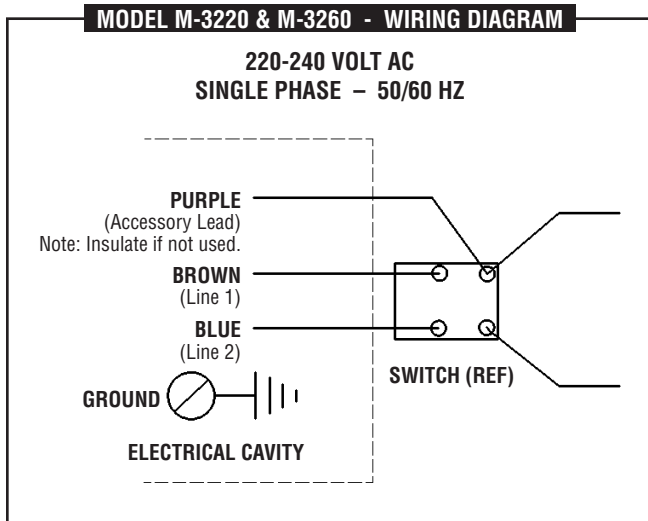 MODEL M-3220 & M-3260 - WIRING DIAGRAM
220-240 VOLT AC
SINGLE PHASE – 50/60 HZ
PURPLE
(Accessory Lead)
Note: Insulate if not used.
BROWN
(Line 1)
BLUE
(Line 2)
SWITCH (REF)
GROUND
ELECTRICAL CAVITY